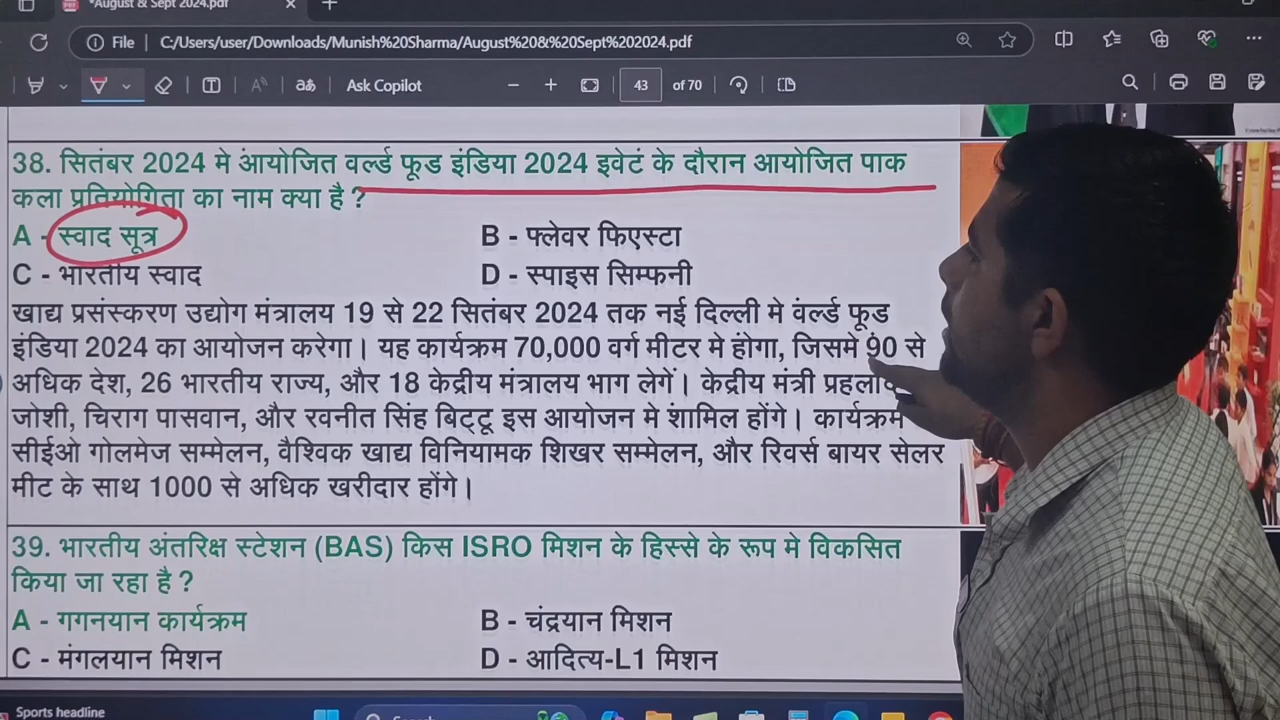 *August & Sept 2024.pdf
File C:/Users/user/Downloads/Munish%20Sharma/August%20&%20Sept%202024.pdf
Ask Copilot 43 of 70
38. सितंबर 2024 मे आंयोजित वर्ल्ड फूड इंडिया 2024 इवेटं के दौरान आयोजित पाक
कला प्रतियोगिता का नाम क्या है ?
A - स्वाद सूत्र B - फ्लेवर फिएस्टा
C - भारतीय स्वाद D - स्पाइस सिम्फनी
खाद्य प्रसंस्करण उद्योग मंत्रालय 19 से 22 सितंबर 2024 तक नई दिल्ली मे वंर्ल्ड फूड
इंडिया 2024 का आयोजन करेगा। यह कार्यक्रम 70,000 वर्ग मीटर मे होंगा, जिसमें 90 से
अधिक देश, 26 भारतीय राज्य, और 18 केद्रीय मंत्रालय भाग लेगें। केद्रीय मंत्री
जोशी, चिराग पासवान, और रवनीत सिंह बिट्टू इस आयोजन मे शंामिल होंगे। कार्यक्रम
सीईओ गोलमेज सम्मेलन, वैश्विक खाद्य विनियामक शिखर सम्मेलन, और रिवर्स बायर सेलर
मीट के साथ 1000 से अधिक खरीदार होंगे।
39. भारतीय अंतरिक्ष स्टेशन (BAS) किस ISRO मिशन के हिस्से के रूप मे विकसित
किया जा रहा है ?
A - गगनयान कार्यक्रम B - चंद्रयान मिशन
C - मंगलयान मिशन D - आदित्य-L1 मिशन
Sports headline Search